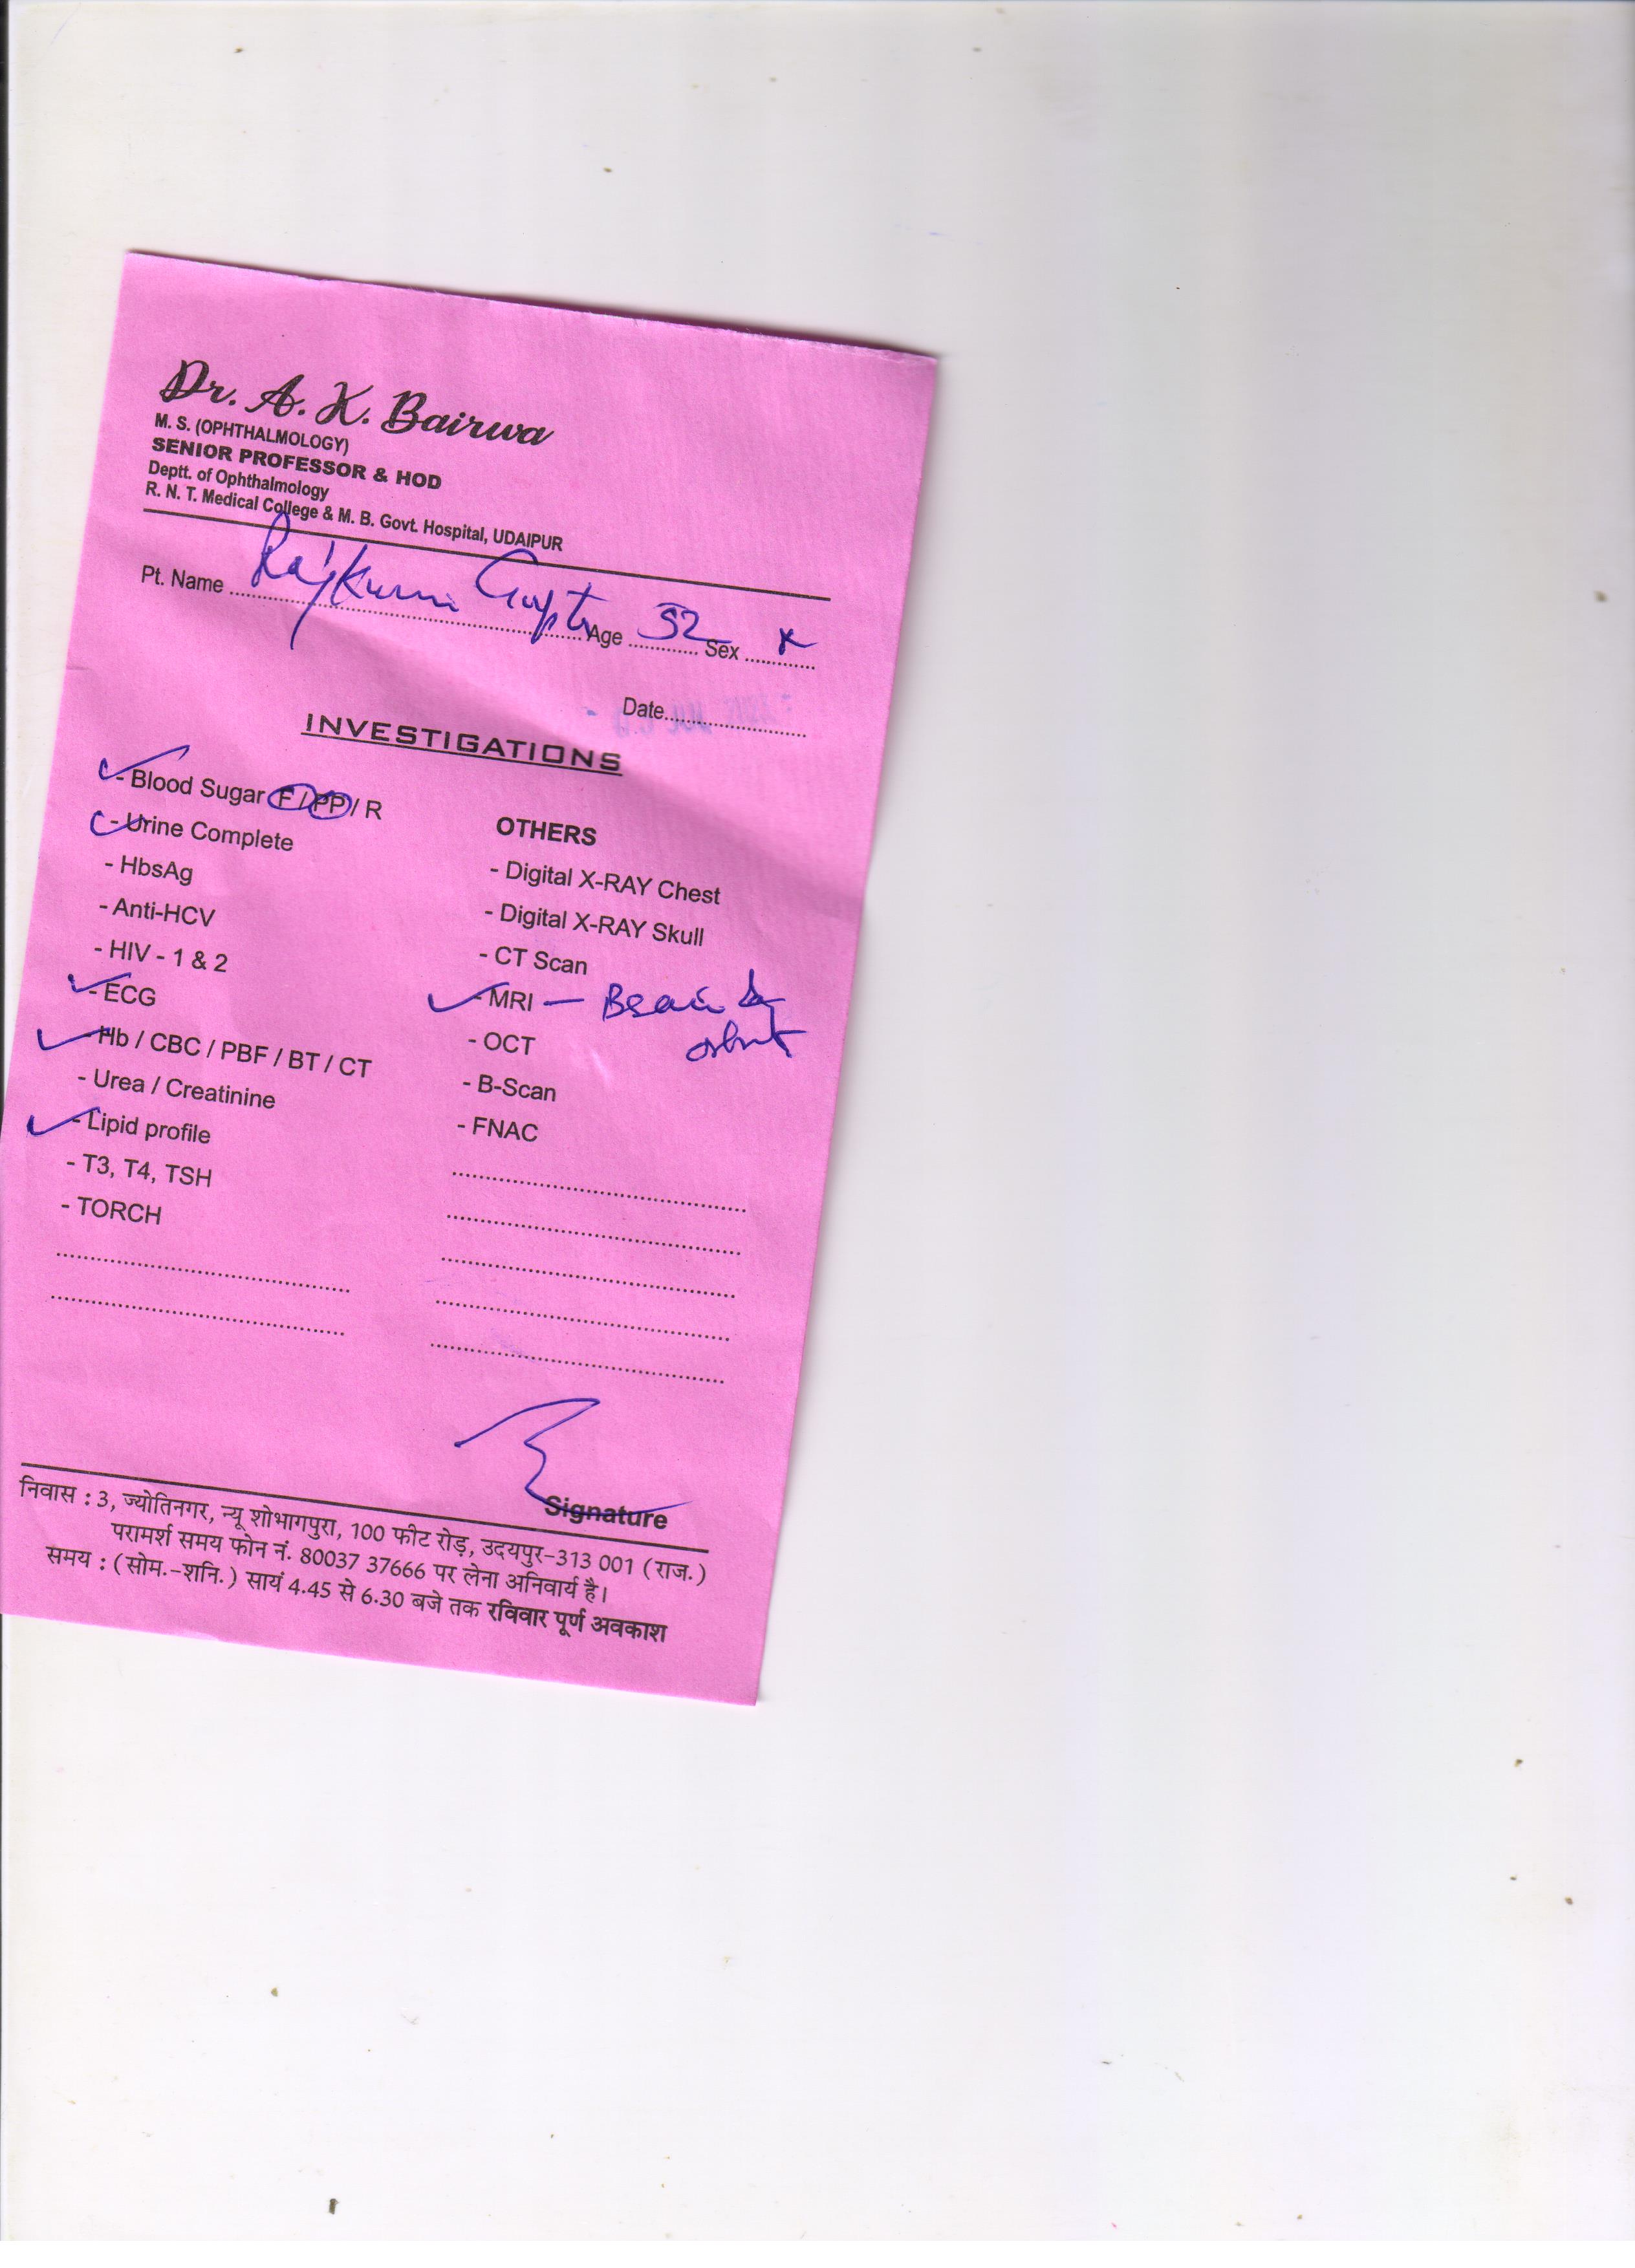 Dr. A. K. Bairwa
M. S. (OPHTHALMOLOGY)
SENIOR PROFESSOR & HOD
Deptt. of Ophthalmology
R. N. T. Medical College & M. B. Govt. Hospital, UDAIPUR
Pt. Name Rajkumar Gupta Age 52 Sex
Date
INVESTIGATIONS
- Blood Sugar F / PP / R
- Urine Complete
- HbsAg
- Anti-HCV
- HIV - 1 & 2
- ECG
- Hb / CBC / PBF / BT / CT
- Urea / Creatinine
- Lipid profile
- T3, T4, TSH
- TORCH
OTHERS
- Digital X-RAY Chest
- Digital X-RAY Skull
- CT Scan
- MRI — Brain &
orbit
- OCT
- B-Scan
- FNAC
Signature
निवास : 3, ज्योतिनगर, न्यू शोभागपुरा, 100 फीट रोड़, उदयपुर-313 001 (राज.)
परामर्श समय फोन नं. 80037 37666 पर लेना अनिवार्य है।
समय : (सोम.-शनि.) सायं 4.45 से 6.30 बजे तक रविवार पूर्ण अवकाश